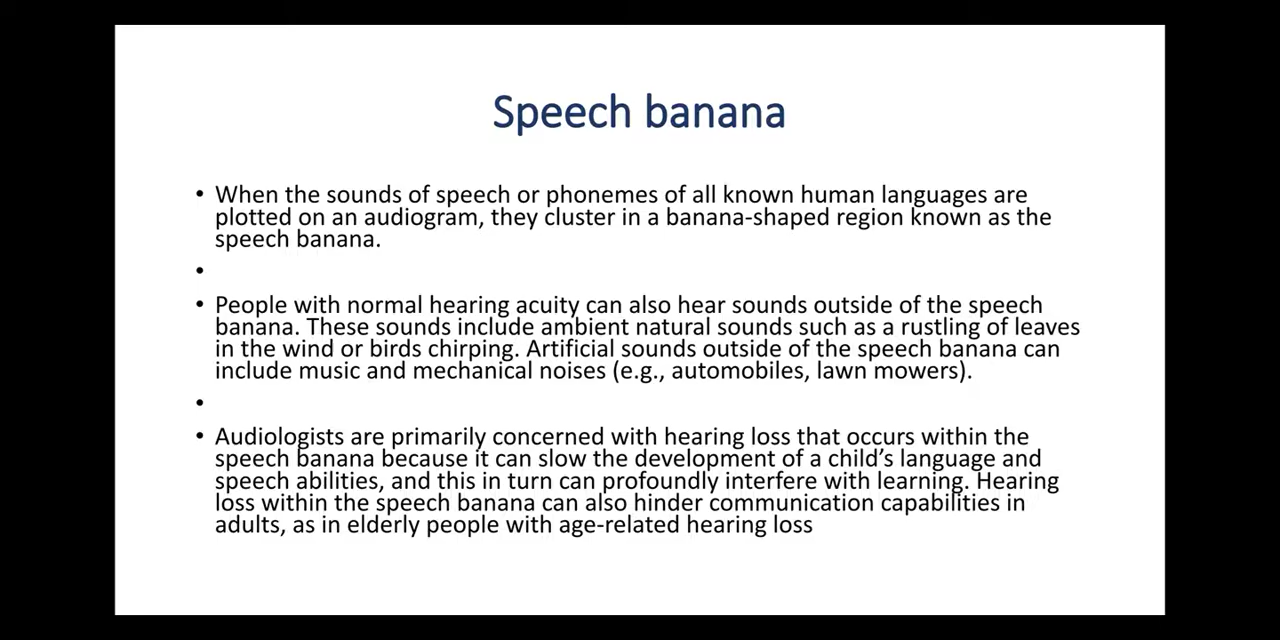 Speech banana
• When the sounds of speech or phonemes of all known human languages are
plotted on an audiogram, they cluster in a banana-shaped region known as the
speech banana.
•
• People with normal hearing acuity can also hear sounds outside of the speech
banana. These sounds include ambient natural sounds such as a rustling of leaves
in the wind or birds chirping. Artificial sounds outside of the speech banana can
include music and mechanical noises (e.g., automobiles, lawn mowers).
•
• Audiologists are primarily concerned with hearing loss that occurs within the
speech banana because it can slow the development of a child’s language and
speech abilities, and this in turn can profoundly interfere with learning. Hearing
loss within the speech banana can also hinder communication capabilities in
adults, as in elderly people with age-related hearing loss